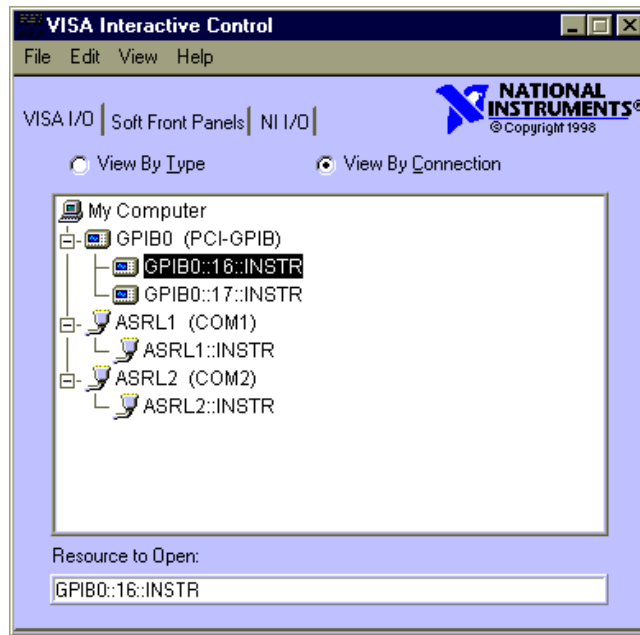 VISA Interactive Control
File Edit View Help
NATIONAL
INSTRUMENTS®
© Copyright 1998
VISA I/O Soft Front Panels NI I/O
View By Type View By Connection
My Computer
GPIB0 (PCI-GPIB)
GPIB0::16::INSTR
GPIB0::17::INSTR
ASRL1 (COM1)
ASRL1::INSTR
ASRL2 (COM2)
ASRL2::INSTR
Resource to Open:
GPIB0::16::INSTR